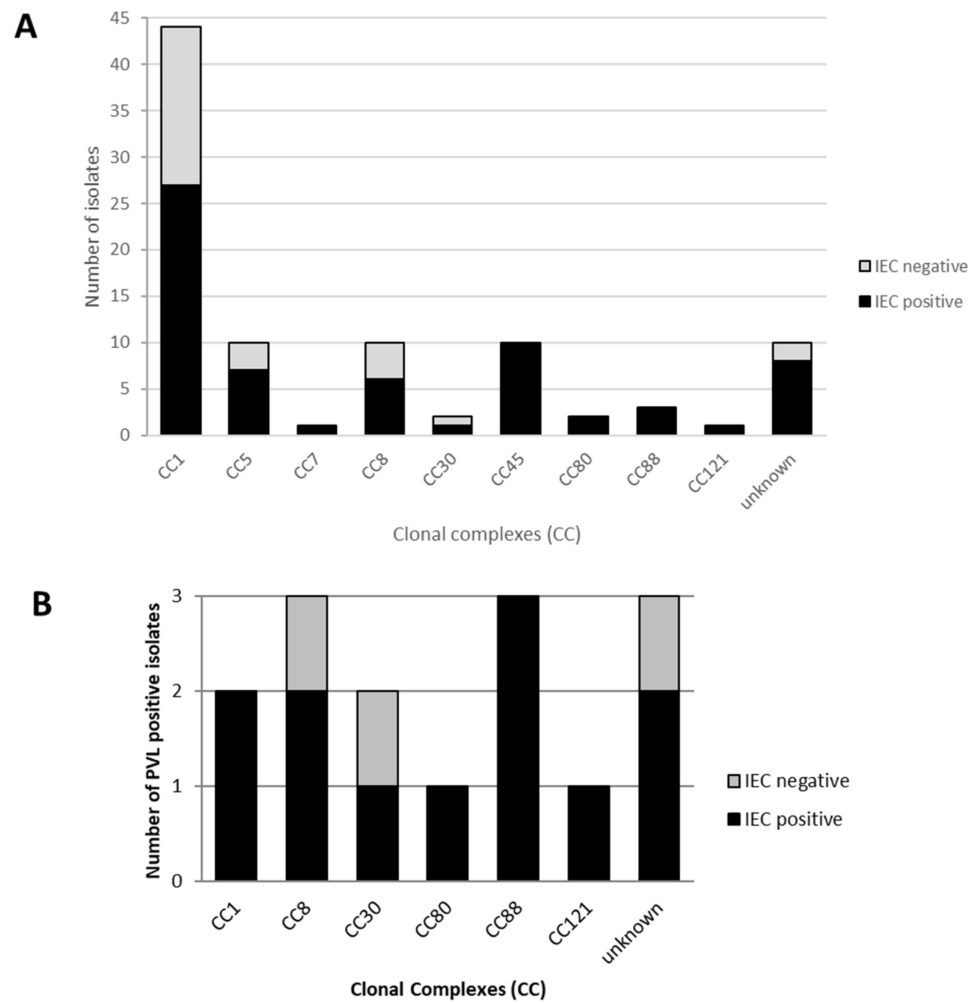 A
Number of isolates
45
40
35
30
25
20
15
10
5
0
CC1
CC5
CC7
CC8
CC30
CC45
CC80
CC88
CC121
unknown
Clonal complexes (CC)
IEC negative
IEC positive
B
Number of PVL positive isolates
3
2
1
0
CC1
CC8
CC30
CC80
CC88
CC121
unknown
Clonal Complexes (CC)
IEC negative
IEC positive